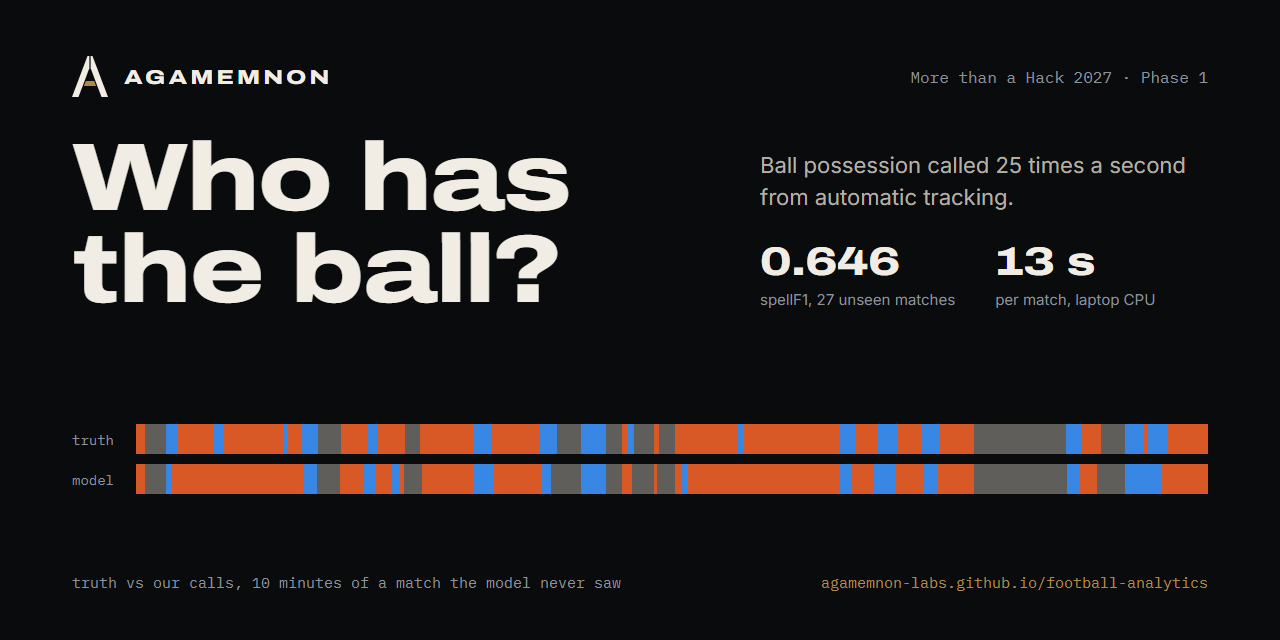 AGAMEMNON
More than a Hack 2027 · Phase 1
Who has
the ball?
Ball possession called 25 times a second
from automatic tracking.
0.646
spellF1, 27 unseen matches
13 s
per match, laptop CPU
truth
model
truth vs our calls, 10 minutes of a match the model never saw
agamemnon-labs.github.io/football-analytics